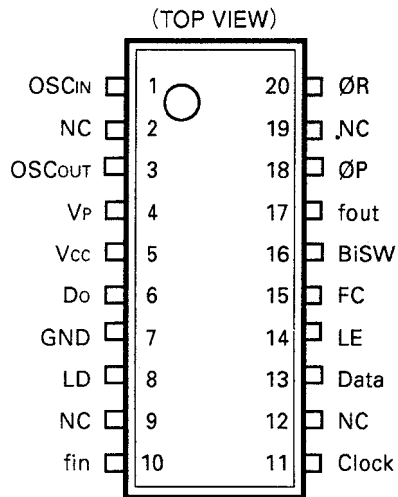 (TOP VIEW)
OSCIN 1 20 ØR
NC 2 19 .NC
OSCOUT 3 18 ØP
VP 4 17 fout
VCC 5 16 BiSW
DO 6 15 FC
GND 7 14 LE
LD 8 13 Data
NC 9 12 NC
fin 10 11 Clock